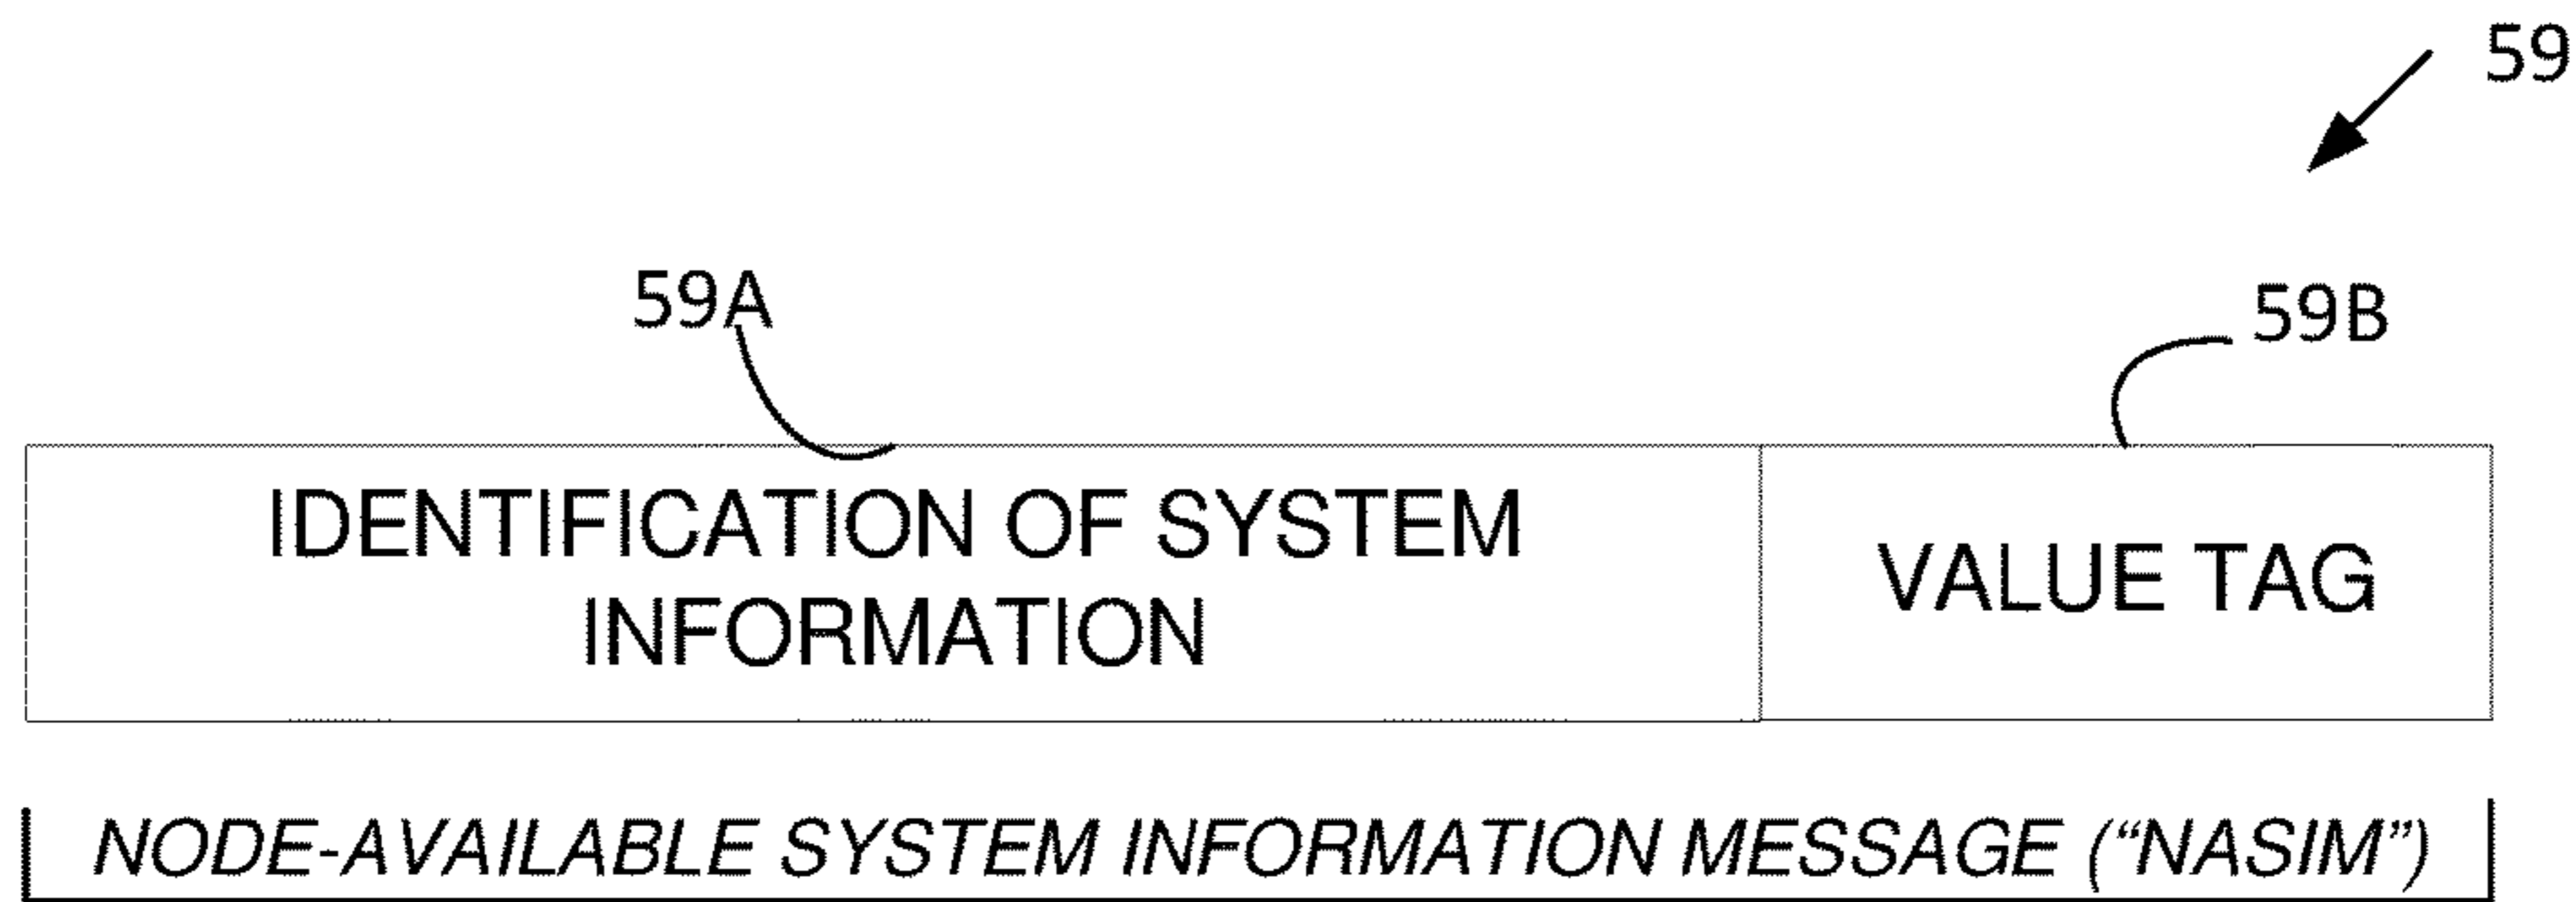 59
59A
59B
IDENTIFICATION OF SYSTEM
INFORMATION
VALUE TAG
NODE-AVAILABLE SYSTEM INFORMATION MESSAGE (“NASIM”)